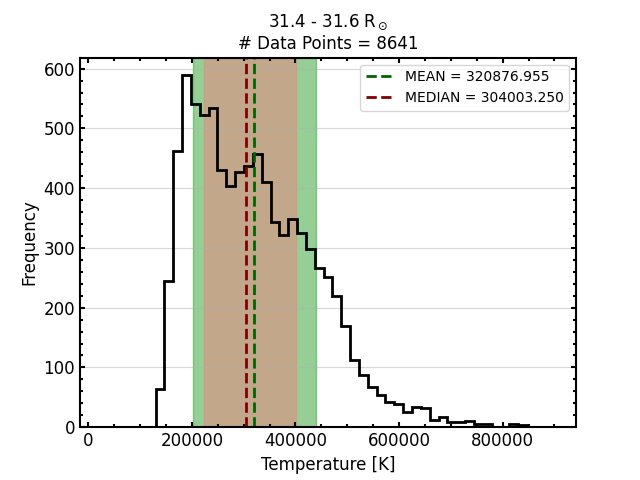 31.4 - 31.6 R⊙
# Data Points = 8641
MEAN = 320876.955
MEDIAN = 304003.250
Frequency
600
500
400
300
200
100
0
0 200000 400000 600000 800000
Temperature [K]